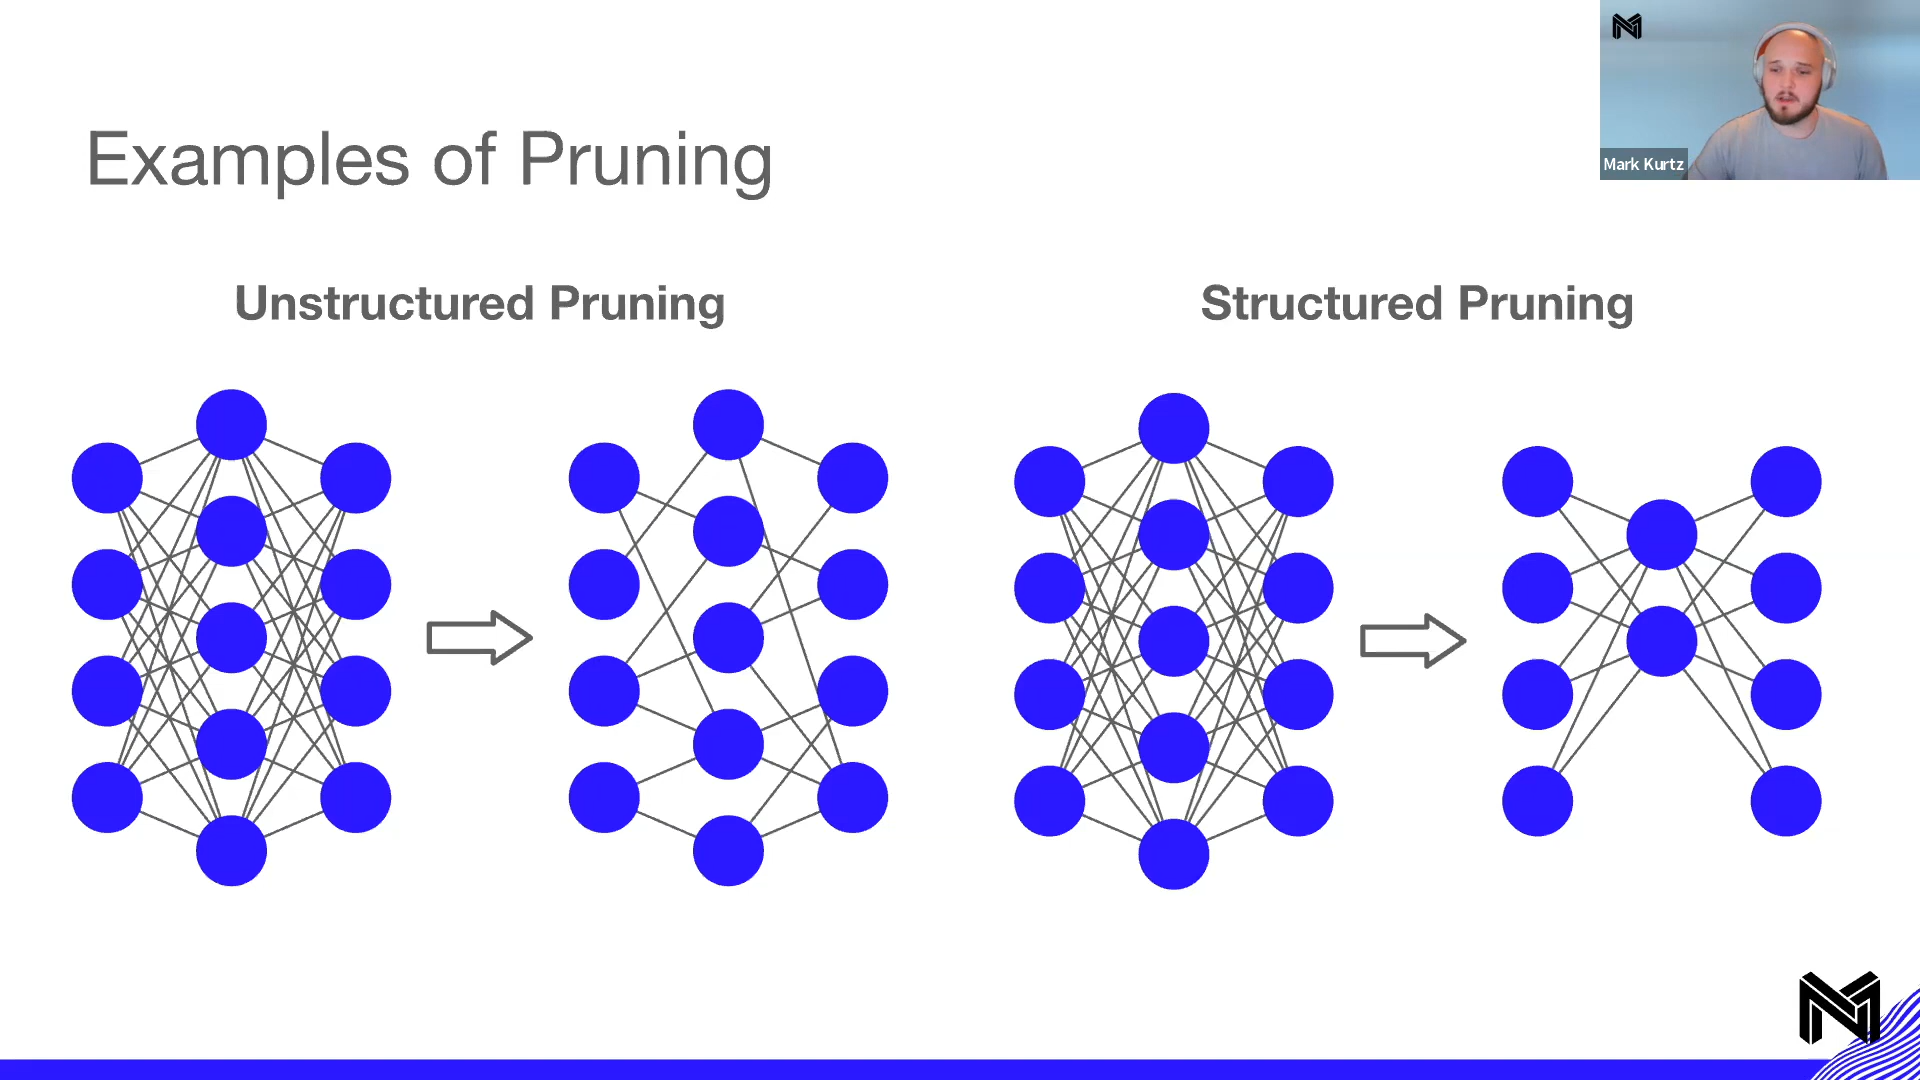 Examples of Pruning
Mark Kurtz
Unstructured Pruning
Structured Pruning